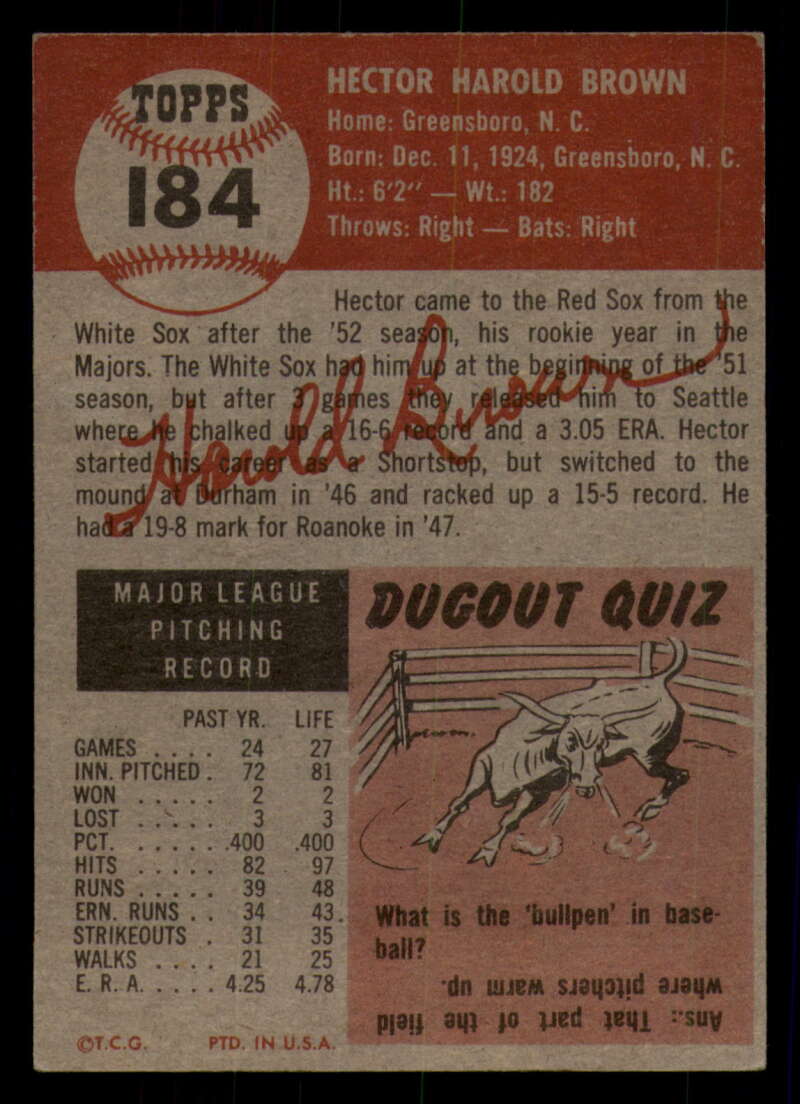 TOPPS
184
HECTOR HAROLD BROWN
Home: Greensboro, N. C.
Born: Dec. 11, 1924, Greensboro, N. C.
Ht.: 6'2" — Wt.: 182
Throws: Right — Bats: Right
Hector came to the Red Sox from the
White Sox after the '52 season, his rookie year in the
Majors. The White Sox had him up at the beginning of the '51
season, but after 3 games they released him to Seattle
where he chalked up a 16-6 record and a 3.05 ERA. Hector
started his career as a Shortstop, but switched to the
mound at Durham in '46 and racked up a 15-5 record. He
had a 19-8 mark for Roanoke in '47.
Harold Brown
MAJOR LEAGUE
PITCHING
RECORD
PAST YR. LIFE
GAMES . . . . 24 27
INN. PITCHED . 72 81
WON . . . . . 2 2
LOST . . . . . 3 3
PCT. . . . . . .400 .400
HITS . . . . . 82 97
RUNS . . . . . 39 48
ERN. RUNS . . 34 43
STRIKEOUTS . 31 35
WALKS . . . . 21 25
E. R. A. . . . . 4.25 4.78
©T.C.G. PTD. IN U.S.A.
DUGOUT QUIZ
What is the 'bullpen' in base-
ball?
Ans.: That part of the field
where pitchers warm up.